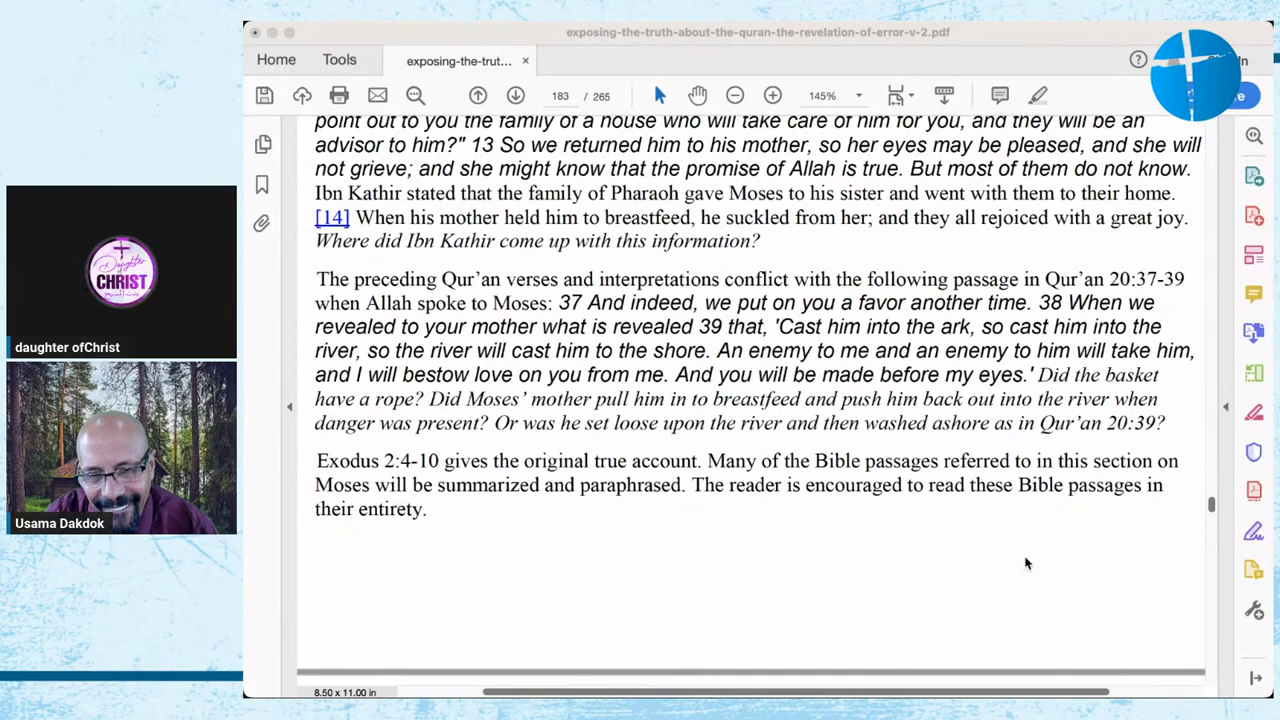 exposing-the-truth-about-the-quran-the-revelation-of-error-v-2.pdf
Home
Tools
exposing-the-trut...
In
183 / 265
145%
point out to you the family of a house who will take care of him for you, and they will be an
advisor to him?" 13 So we returned him to his mother, so her eyes may be pleased, and she will
not grieve; and she might know that the promise of Allah is true. But most of them do not know.
Ibn Kathir stated that the family of Pharaoh gave Moses to his sister and went with them to their home.
[14] When his mother held him to breastfeed, he suckled from her; and they all rejoiced with a great joy.
Where did Ibn Kathir come up with this information?
The preceding Qur'an verses and interpretations conflict with the following passage in Qur'an 20:37-39
when Allah spoke to Moses: 37 And indeed, we put on you a favor another time. 38 When we
revealed to your mother what is revealed 39 that, 'Cast him into the ark, so cast him into the
river, so the river will cast him to the shore. An enemy to me and an enemy to him will take him,
and I will bestow love on you from me. And you will be made before my eyes.' Did the basket
have a rope? Did Moses' mother pull him in to breastfeed and push him back out into the river when
danger was present? Or was he set loose upon the river and then washed ashore as in Qur'an 20:39?
Exodus 2:4-10 gives the original true account. Many of the Bible passages referred to in this section on
Moses will be summarized and paraphrased. The reader is encouraged to read these Bible passages in
their entirety.
8.50 x 11.00 in
Daughter
CHRIST
daughter ofChrist
Usama Dakdok